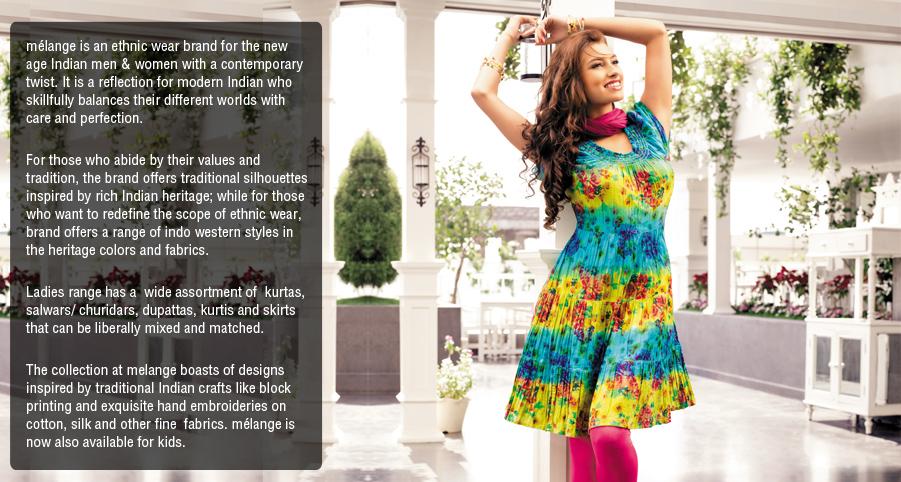 mélange is an ethnic wear brand for the new
age Indian men & women with a contemporary
twist. It is a reflection for modern Indian who
skillfully balances their different worlds with
care and perfection.
For those who abide by their values and
tradition, the brand offers traditional silhouettes
inspired by rich Indian heritage; while for those
who want to redefine the scope of ethnic wear,
brand offers a range of indo western styles in
the heritage colors and fabrics.
Ladies range has a wide assortment of kurtas,
salwars/ churidars, dupattas, kurtis and skirts
that can be liberally mixed and matched.
The collection at melange boasts of designs
inspired by traditional Indian crafts like block
printing and exquisite hand embroideries on
cotton, silk and other fine fabrics. mélange is
now also available for kids.